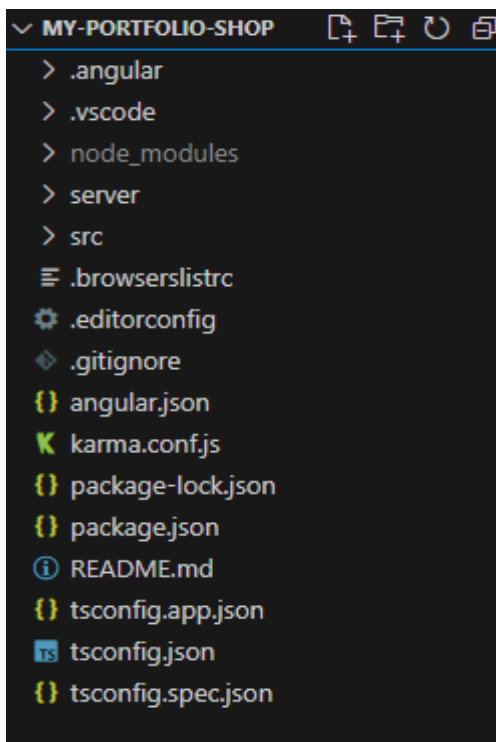 MY-PORTFOLIO-SHOP
.angular
.vscode
node_modules
server
src
.browserslistrc
.editorconfig
.gitignore
angular.json
karma.conf.js
package-lock.json
package.json
README.md
tsconfig.app.json
tsconfig.json
tsconfig.spec.json